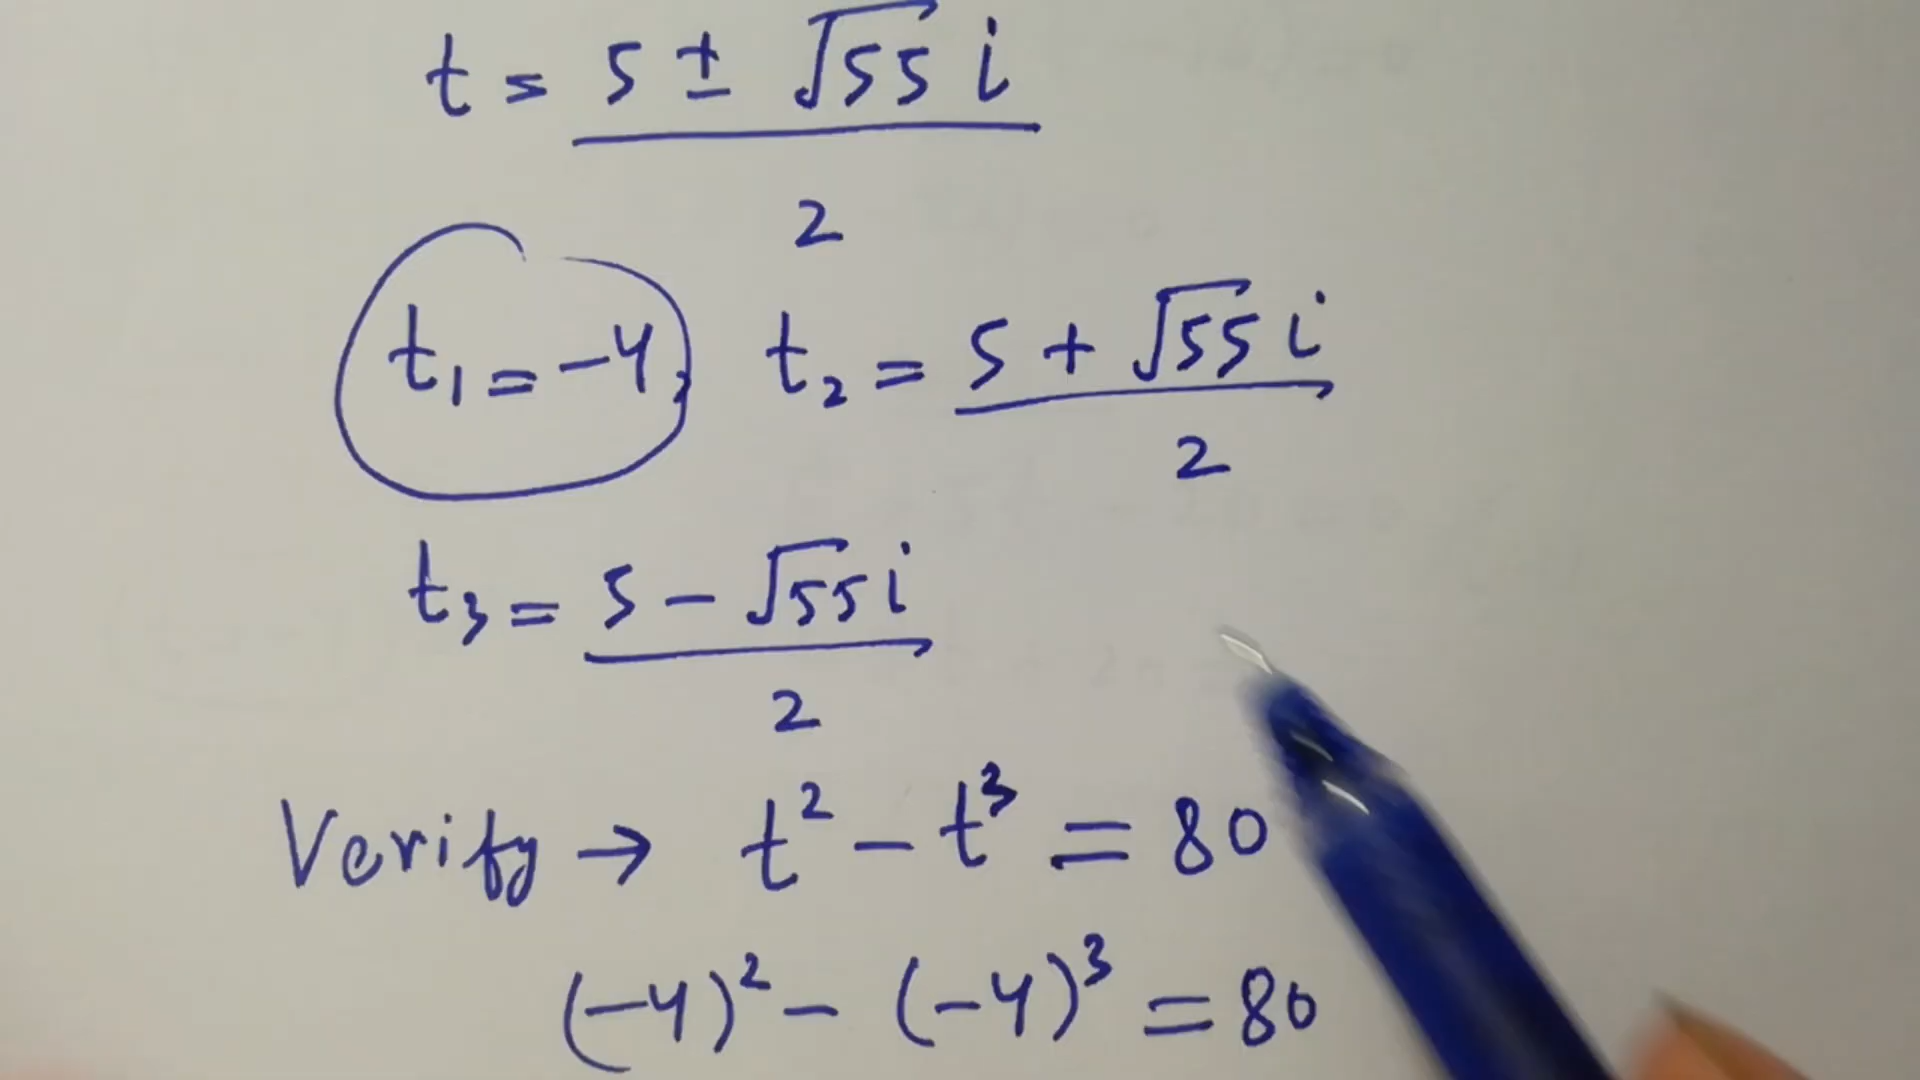 t = 5 ± √55 i
2
t₁ = -4, t₂ = 5 + √55 i
2
t₃ = 5 - √55 i
2
Verify → t² - t³ = 80
(-4)² - (-4)³ = 80